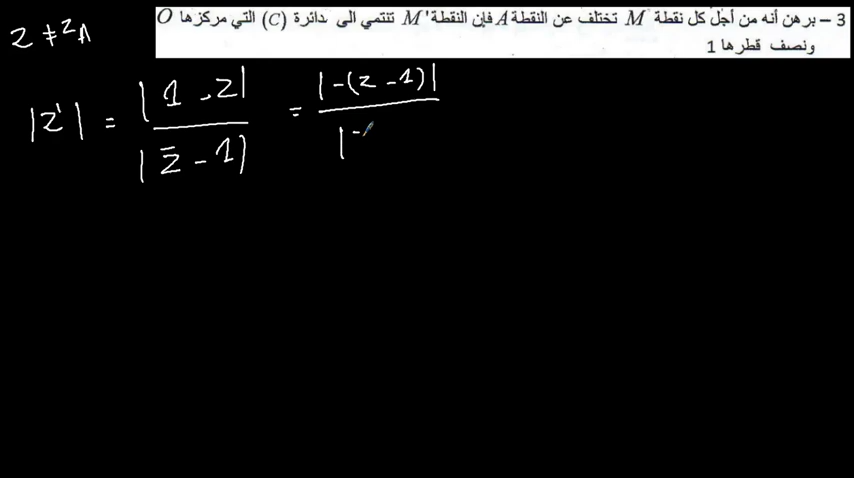 3 – برهن أنه من أجل كل نقطة M تختلف عن النقطة A فإن النقطة M' تنتمي الى دائرة (C) التي مركزها O
ونصف قطرها 1
z ≠ z_A
|z'| = |1 - z| / |z̄ - 1| = |-(z - 1)| / |